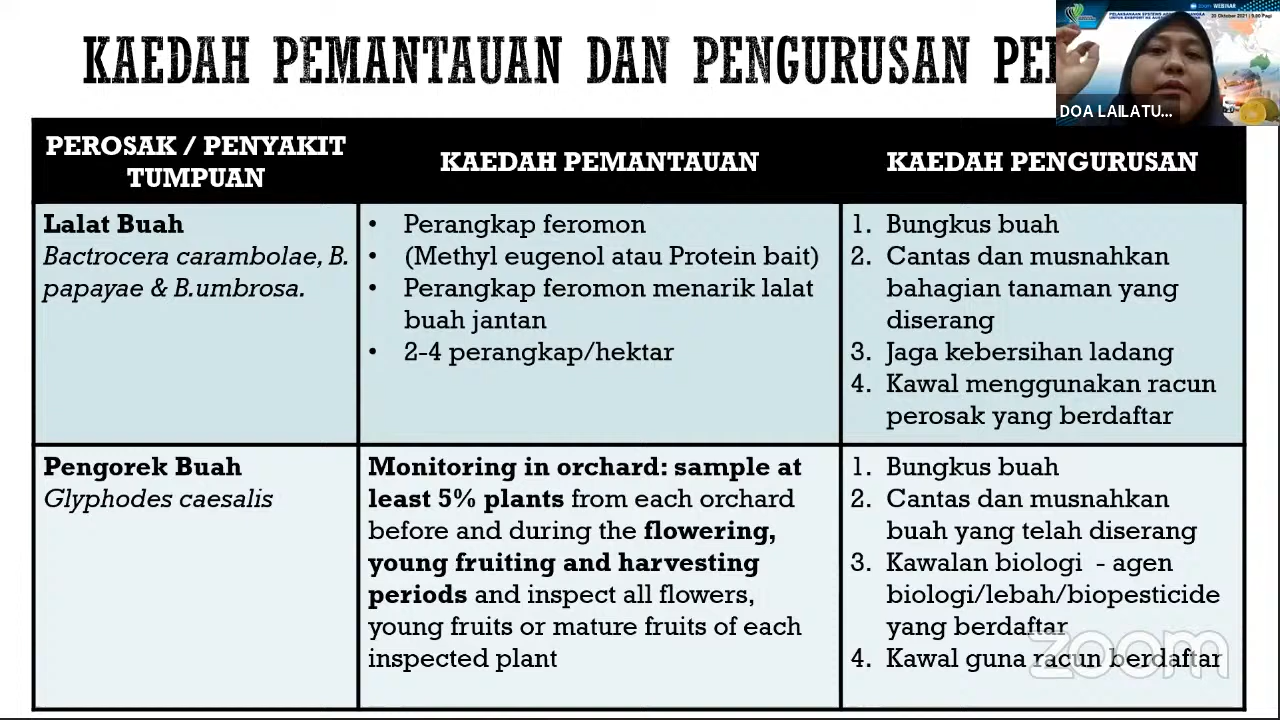 KAEDAH PEMANTAUAN DAN PENGURUSAN
ZOOM WEBINAR
DOA LAILATU...
PEROSAK / PENYAKIT
TUMPUAN
KAEDAH PEMANTAUAN
KAEDAH PENGURUSAN
Lalat Buah
Bactrocera carambolae, B.
papayae & B.umbrosa.
• Perangkap feromon
• (Methyl eugenol atau Protein bait)
• Perangkap feromon menarik lalat
buah jantan
• 2-4 perangkap/hektar
1. Bungkus buah
2. Cantas dan musnahkan
bahagian tanaman yang
diserang
3. Jaga kebersihan ladang
4. Kawal menggunakan racun
perosak yang berdaftar
Pengorek Buah
Glyphodes caesalis
Monitoring in orchard: sample at
least 5% plants from each orchard
before and during the flowering,
young fruiting and harvesting
periods and inspect all flowers,
young fruits or mature fruits of each
inspected plant
1. Bungkus buah
2. Cantas dan musnahkan
buah yang telah diserang
3. Kawalan biologi - agen
biologi/lebah/biopesticide
yang berdaftar
4. Kawal guna racun berdaftar
zoom